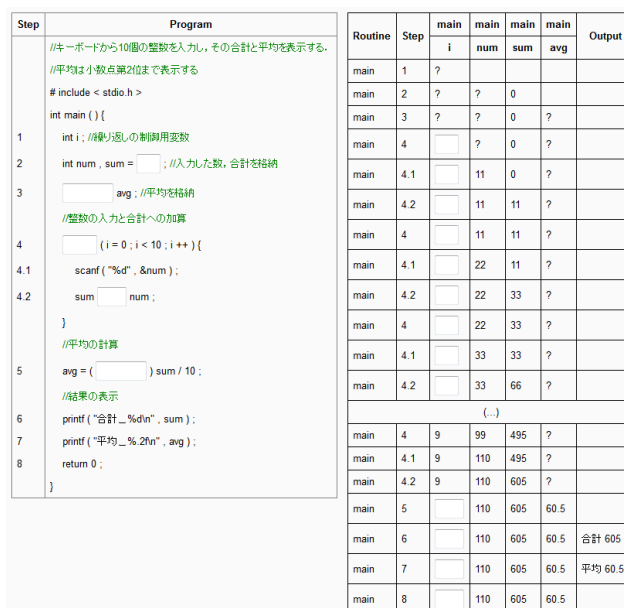 Step Program
//キーボードから10個の整数を入力し,その合計と平均を表示する.
//平均は小数点第2位まで表示する
# include < stdio.h >
int main ( ) {
1 int i ; //繰り返しの制御用変数
2 int num , sum = ; //入力した数,合計を格納
3 avg ; //平均を格納
//整数の入力と合計への加算
4 ( i = 0 ; i < 10 ; i ++ ) {
4.1 scanf ( "%d" , &num ) ;
4.2 sum num ;
}
//平均の計算
5 avg = ( ) sum / 10 ;
//結果の表示
6 printf ( "合計＿%d\n" , sum ) ;
7 printf ( "平均＿%.2f\n" , avg ) ;
8 return 0 ;
}
Routine Step main main main main Output
i num sum avg
main 1 ?
main 2 ? ? 0
main 3 ? ? 0 ?
main 4 ? 0 ?
main 4.1 11 0 ?
main 4.2 11 11 ?
main 4 11 11 ?
main 4.1 22 11 ?
main 4.2 22 33 ?
main 4 22 33 ?
main 4.1 33 33 ?
main 4.2 33 66 ?
(...)
main 4 9 99 495 ?
main 4.1 9 110 495 ?
main 4.2 9 110 605 ?
main 5 110 605 60.5
main 6 110 605 60.5 合計 605
main 7 110 605 60.5 平均 60.5
main 8 110 605 60.5